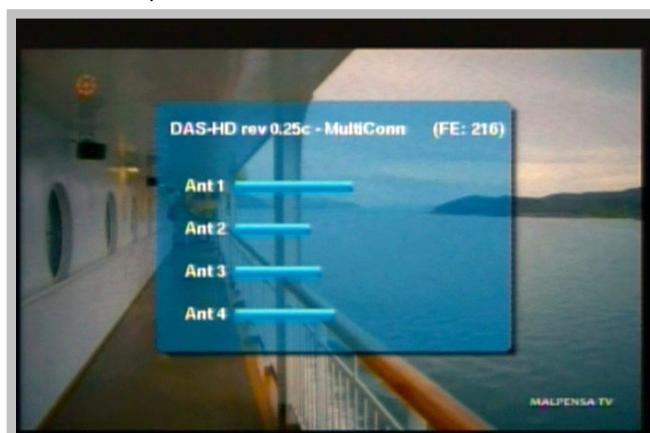 DAS-HD rev 0.25c - MultiConn (FE: 216)
Ant 1
Ant 2
Ant 3
Ant 4
MALPENSA TV